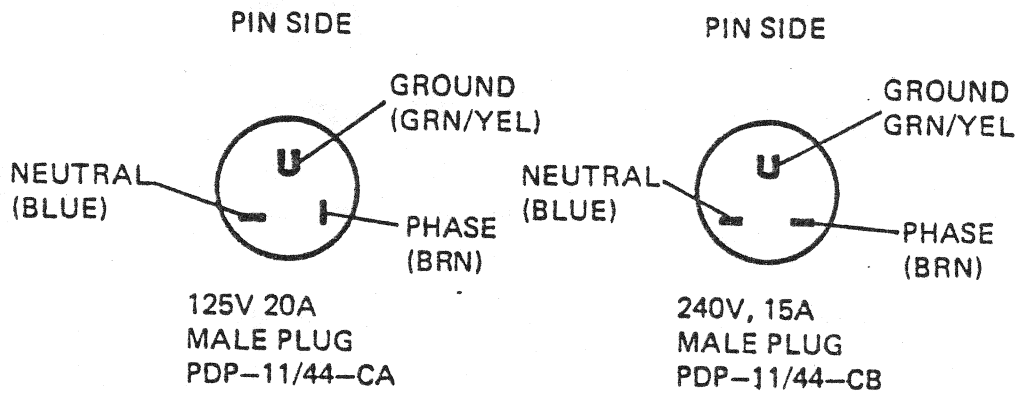 PIN SIDE
GROUND
(GRN/YEL)
NEUTRAL
(BLUE)
PHASE
(BRN)
125V 20A
MALE PLUG
PDP-11/44-CA
PIN SIDE
GROUND
GRN/YEL
NEUTRAL
(BLUE)
PHASE
(BRN)
240V, 15A
MALE PLUG
PDP-11/44-CB